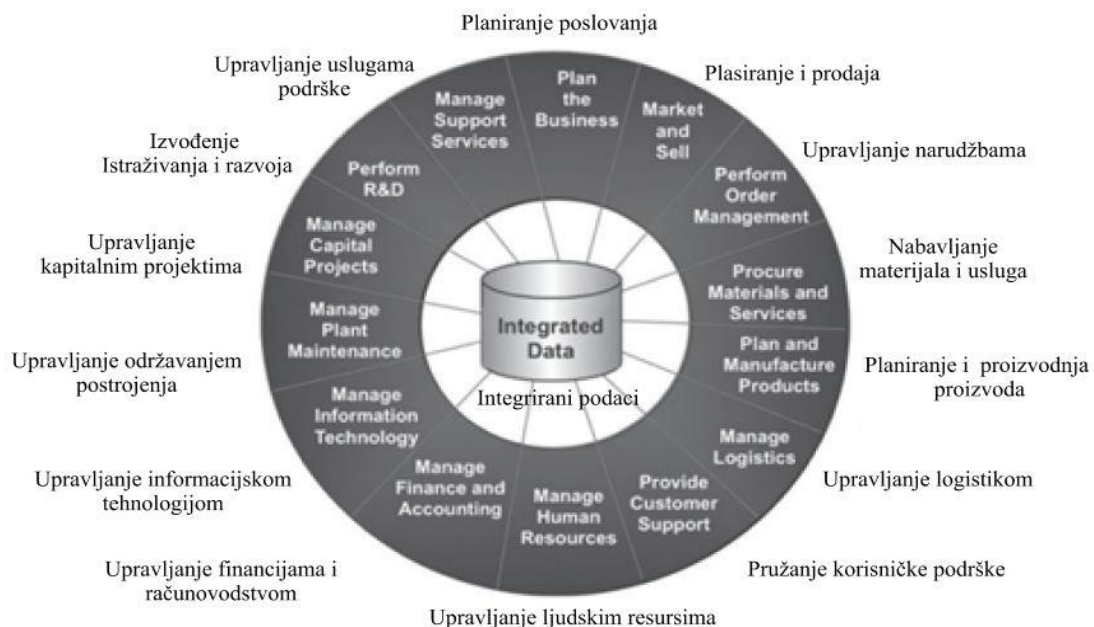 Planiranje poslovanja
Upravljanje uslugama
podrške
Plasiranje i prodaja
Plan
the
Business
Manage
Support
Services
Market
and
Sell
Izvođenje
Istraživanja i razvoja
Upravljanje narudžbama
Perform
R&D
Perform
Order
Management
Upravljanje
kapitalnim projektima
Manage
Capital
Projects
Nabavljanje
materijala i usluga
Procure
Materials and
Services
Integrated
Data
Integrirani podaci
Manage
Plant
Maintenance
Plan and
Manufacture
Products
Upravljanje održavanjem
postrojenja
Planiranje i proizvodnja
proizvoda
Manage
Information
Technology
Manage
Logistics
Manage
Finance and
Accounting
Manage
Human
Resources
Provide
Customer
Support
Upravljanje informacijskom
tehnologijom
Upravljanje logistikom
Upravljanje financijama i
računovodstvom
Pružanje korisničke podrške
Upravljanje ljudskim resursima